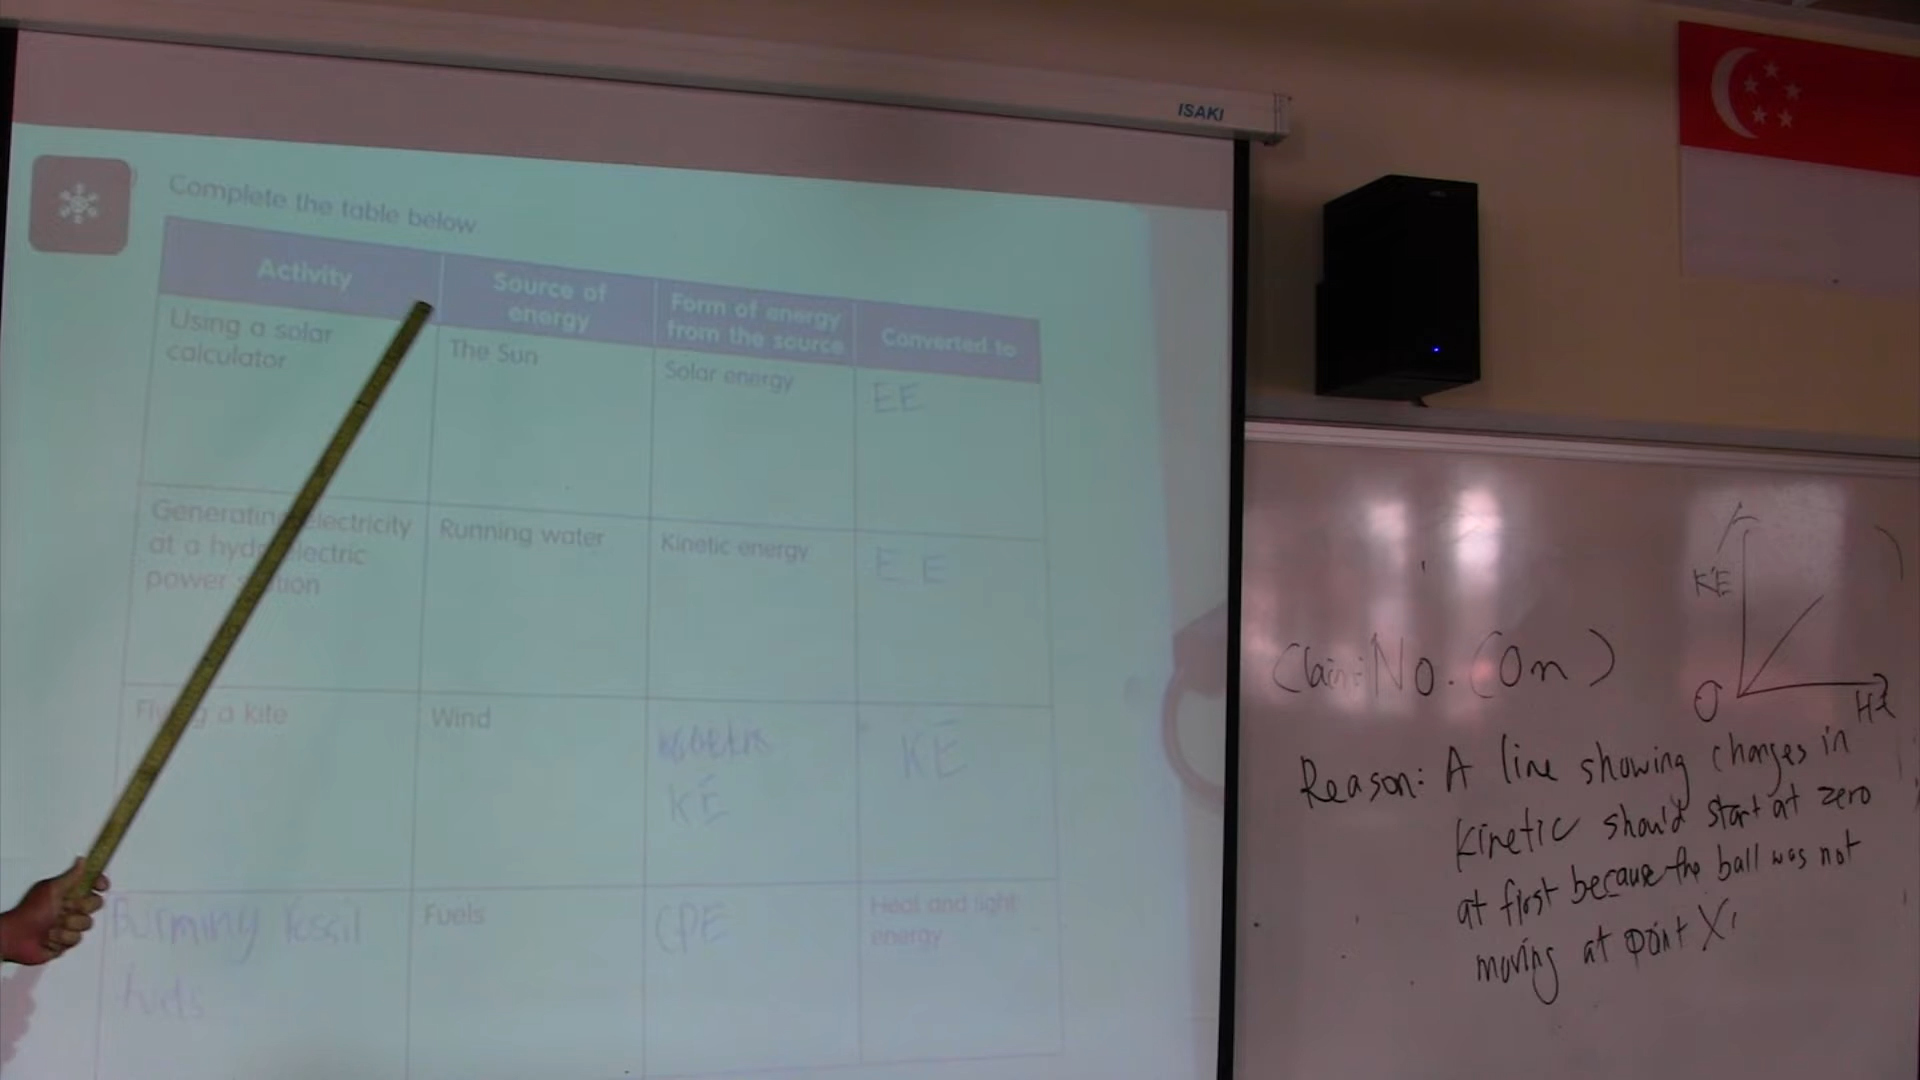 ISAKI
Complete the table below
Activity
Source of
energy
Form of energy
from the source
Converted to
Using a solar
calculator
The Sun
Solar energy
EE
Generating electricity
at a hydroelectric
power station
Running water
Kinetic energy
E E
Flying a kite
Wind
KE
KE
Burning fossil
fuels
Fuels
CPE
Heat and light
energy
KE
O
Claim: No. (On)
Reason: A line showing changes in
kinetic should start at zero
at first because the ball was not
moving at point X.